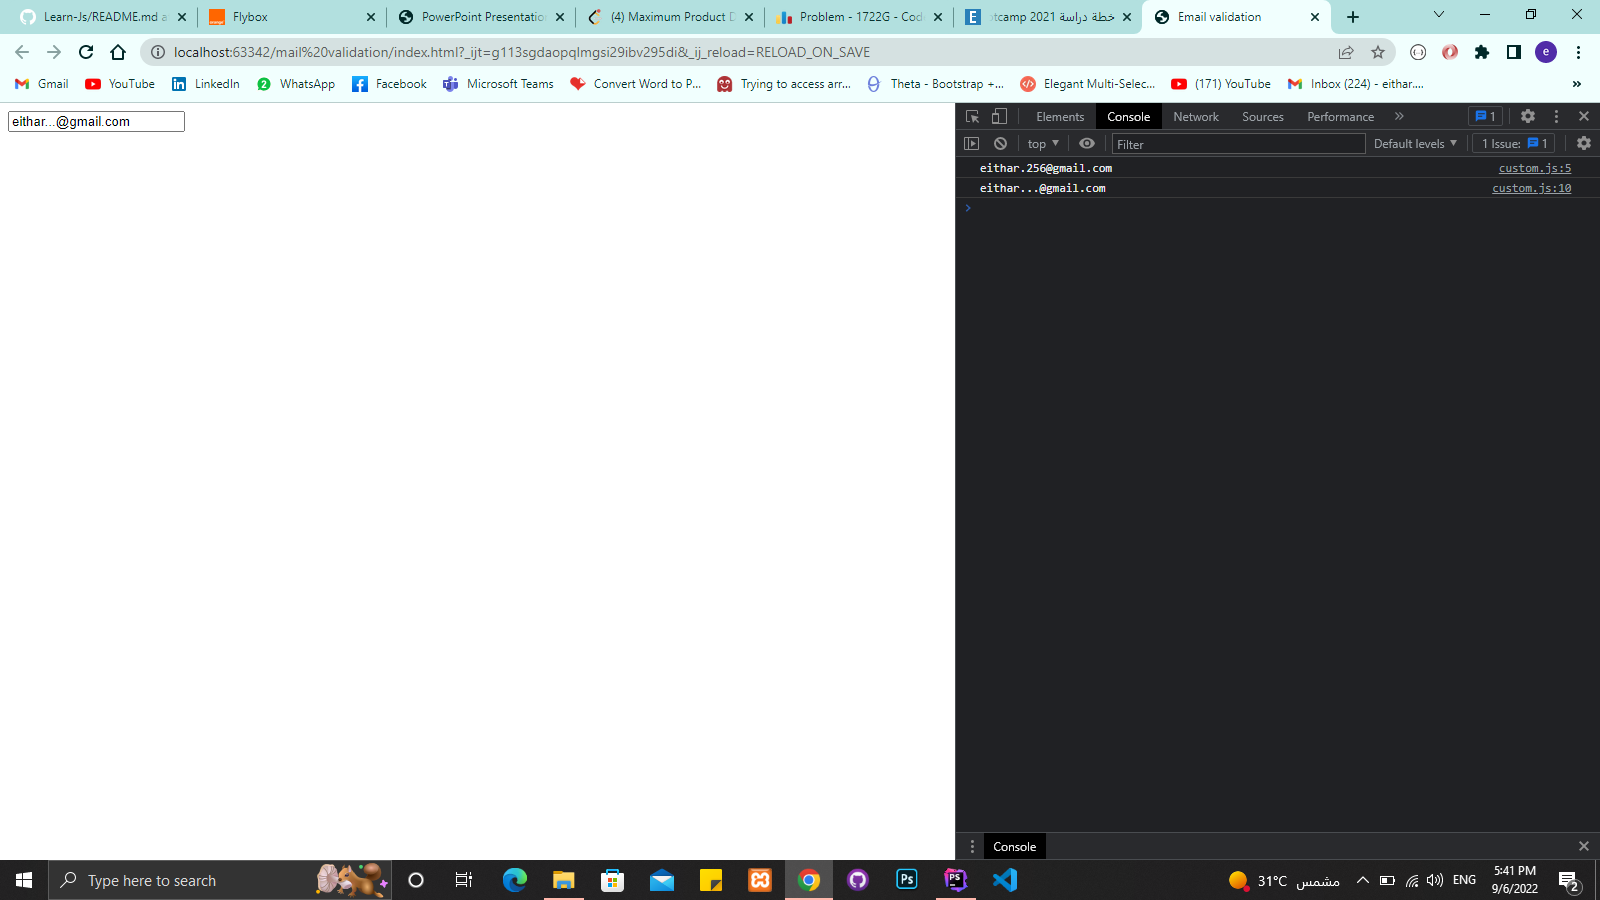 Learn-Js/README.md a
Flybox
PowerPoint Presentation
(4) Maximum Product D
Problem - 1722G - Cod
خطة دراسة 2021 otcamp
Email validation
localhost:63342/mail%20validation/index.html?_ijt=g113sgdaopqlmgsi29ibv295di&_ij_reload=RELOAD_ON_SAVE
e
Gmail
YouTube
LinkedIn
2
WhatsApp
Facebook
Microsoft Teams
Convert Word to P...
Trying to access arr...
Theta - Bootstrap +...
Elegant Multi-Selec...
(171) YouTube
Inbox (224) - eithar....
»
eithar...@gmail.com
Elements
Console
Network
Sources
Performance
»
1
top
Filter
Default levels
1 Issue: 1
eithar.256@gmail.com
custom.js:5
eithar...@gmail.com
custom.js:10
›
Console
Type here to search
Ps
PS
31°C مشمس
ENG
5:41 PM
9/6/2022
2